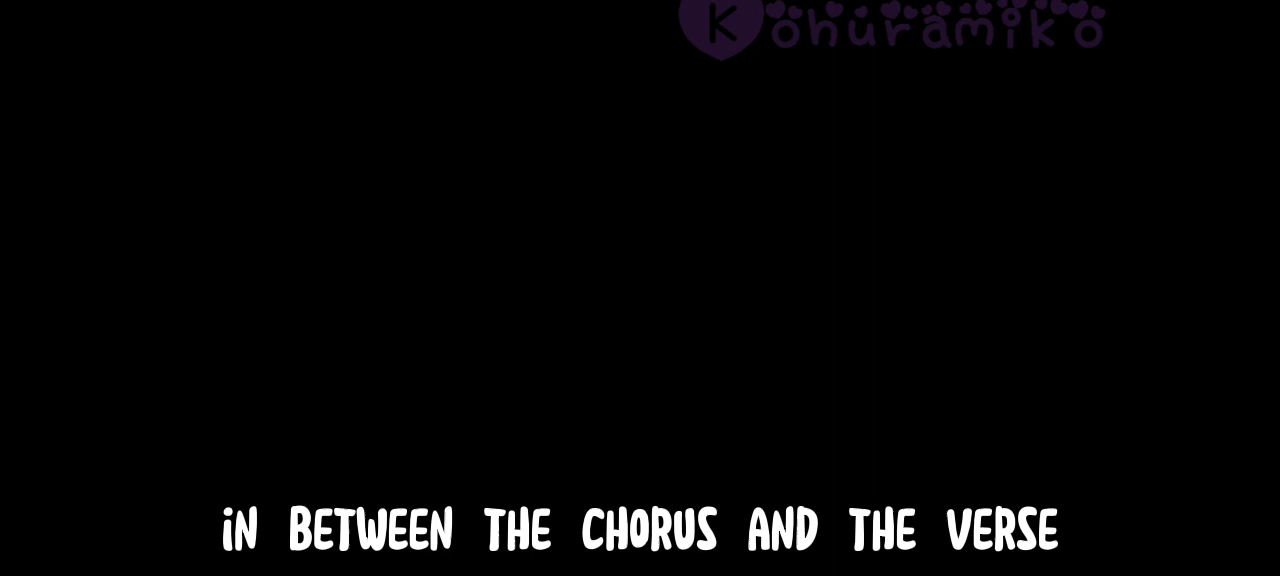 Kohuramiko
iN BETWEEN THE CHORUS AND THE VERSE